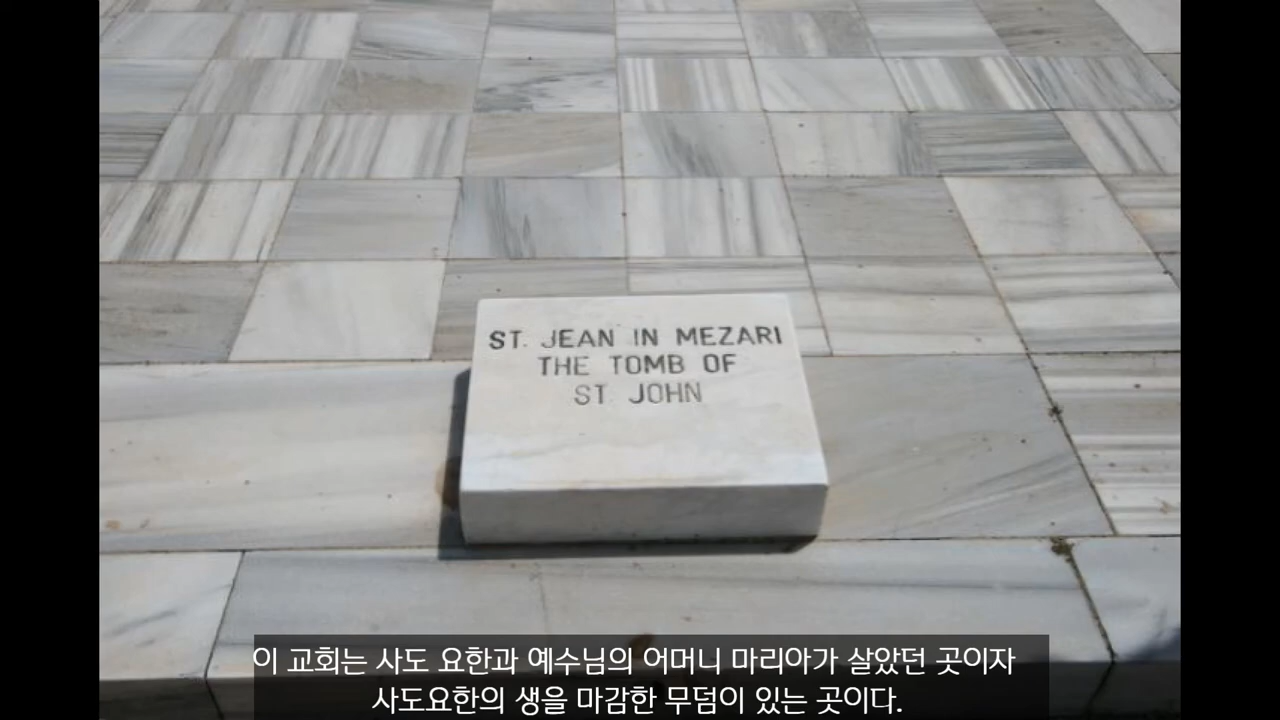 ST. JEAN IN MEZARI
THE TOMB OF
ST JOHN
이 교회는 사도 요한과 예수님의 어머니 마리아가 살았던 곳이자
사도요한의 생을 마감한 무덤이 있는 곳이다.